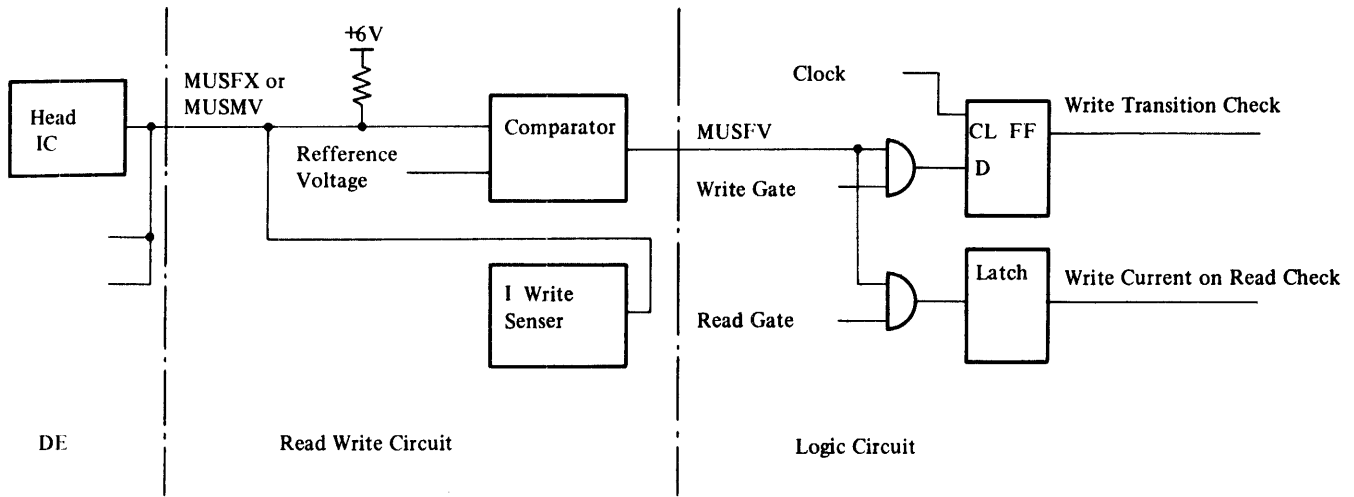 +6V
MUSFX or
MUSMV
Head
IC
Comparator
Refference
Voltage
MUSFV
Write Gate
Clock
CL FF
D
Write Transition Check
I Write
Senser
Read Gate
Latch
Write Current on Read Check
DE
Read Write Circuit
Logic Circuit